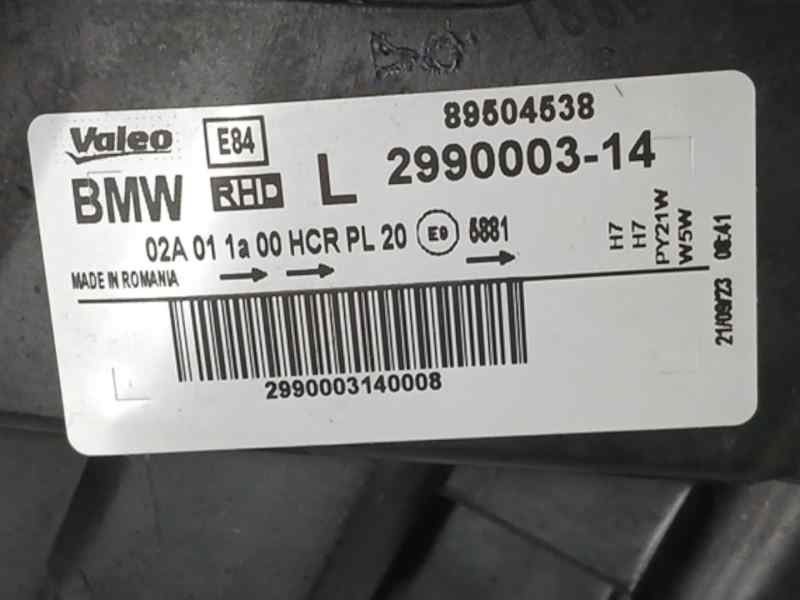 89504538
Valeo E84
BMW RHD L 2990003-14
02A 01 1a 00 HCR PL 20 E9 5881
MADE IN ROMANIA
H7
H7
PY21W
W5W
21/09/23 08:41
2990003140008